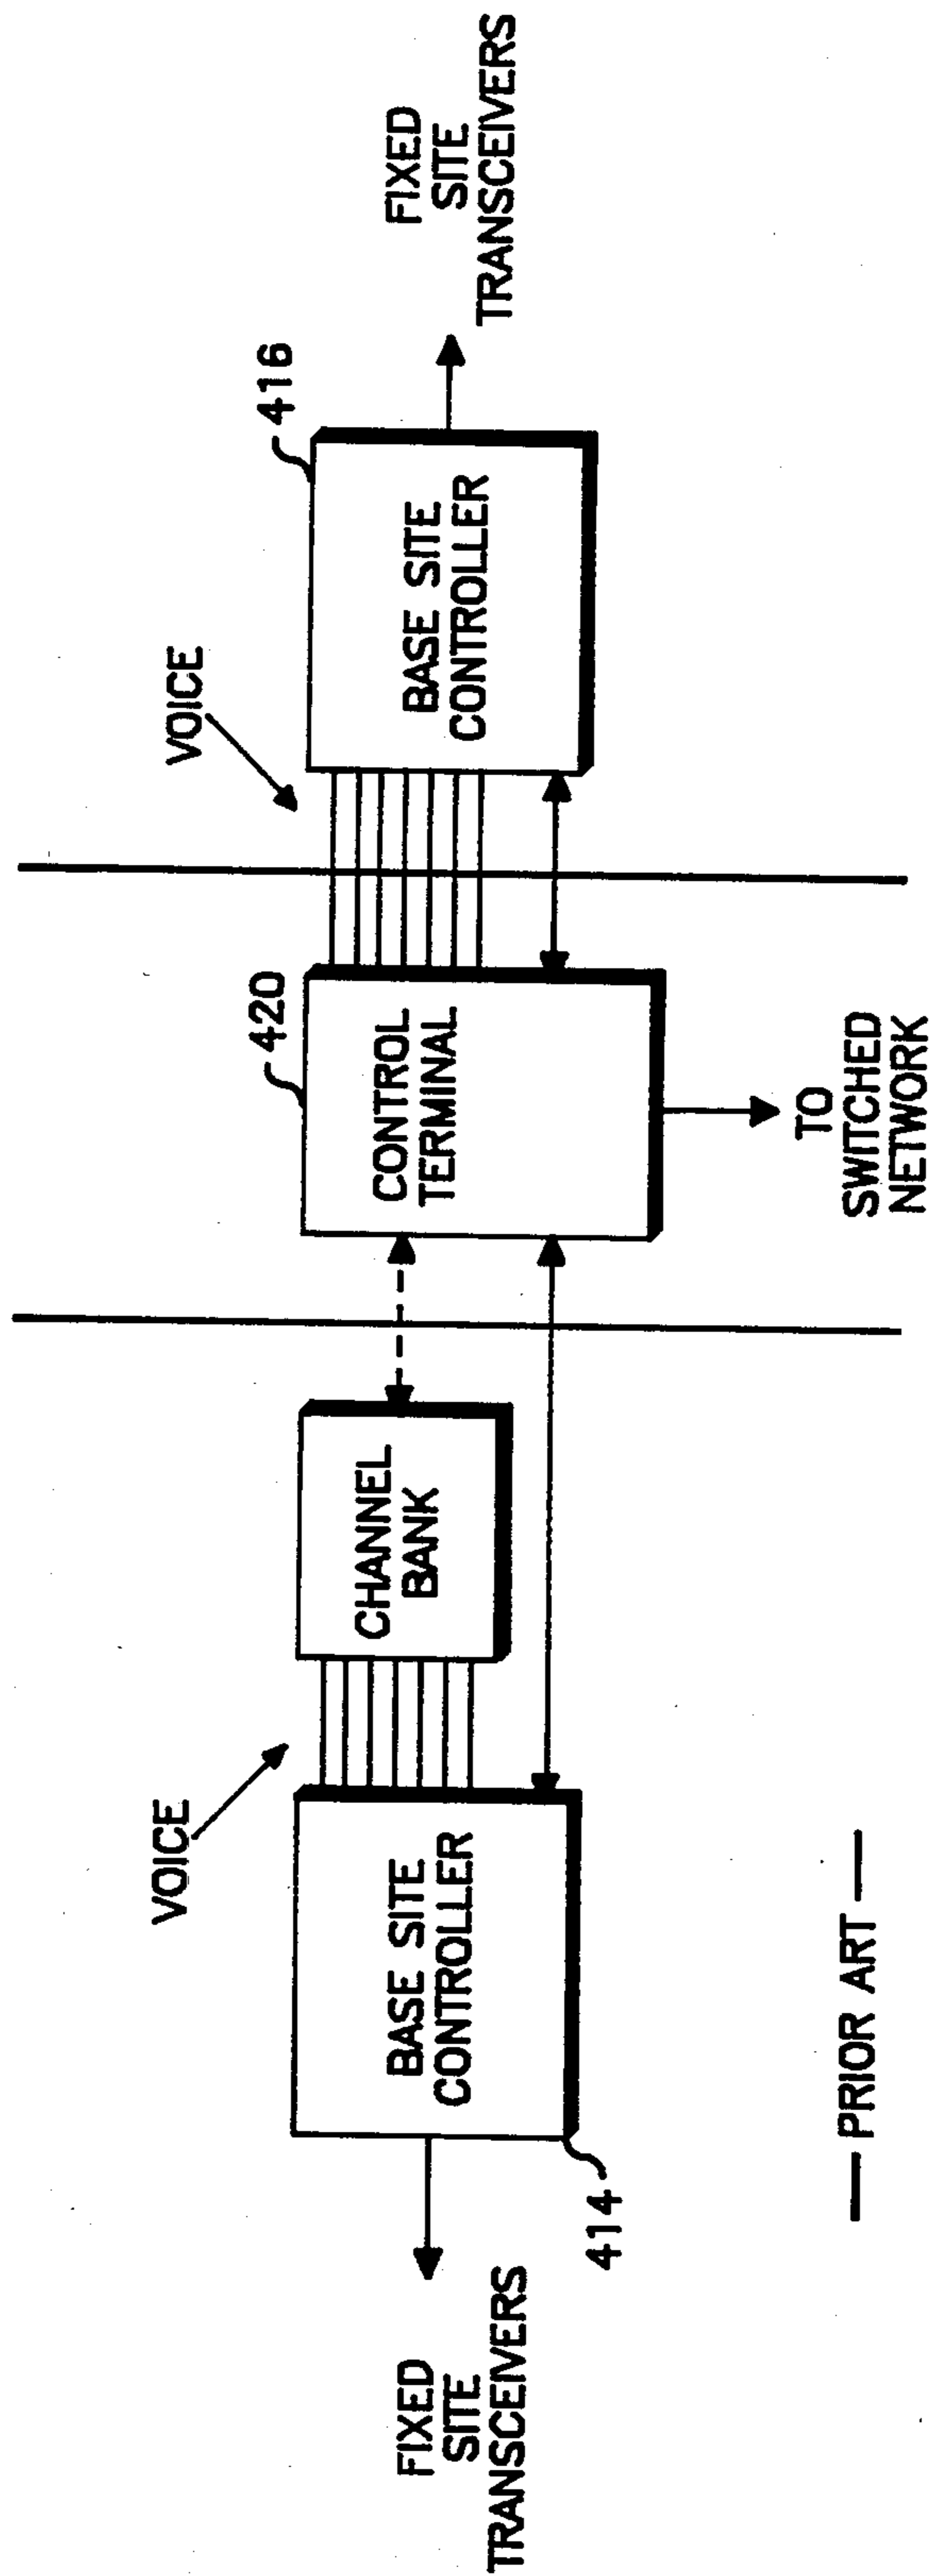 VOICE
VOICE
416
420
FIXED
SITE
TRANSCEIVERS
BASE SITE
CONTROLLER
CHANNEL
BANK
CONTROL
TERMINAL
BASE SITE
CONTROLLER
FIXED
SITE
TRANSCEIVERS
414
TO
SWITCHED
NETWORK
— PRIOR ART —